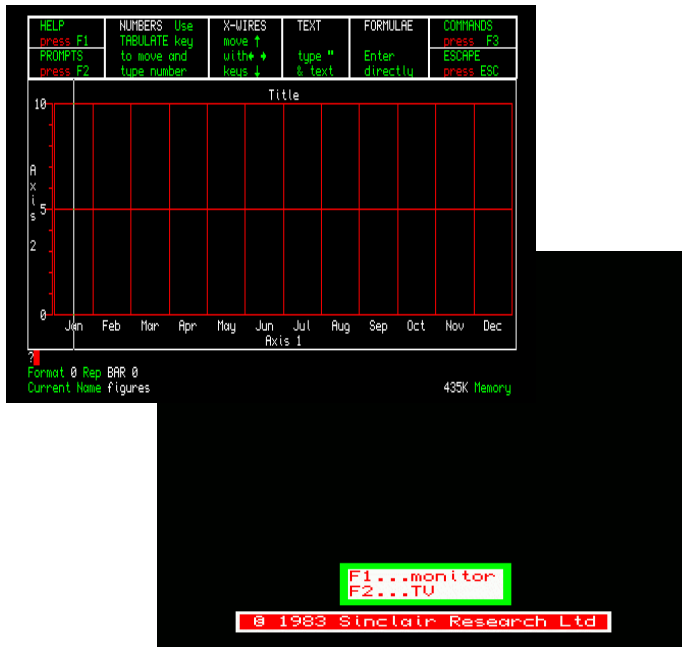 HELP NUMBERS Use X-WIRES TEXT FORMULAE COMMANDS
press F1 TABULATE key move ↑ press F3
PROMPTS to move and with← → type " Enter ESCAPE
press F2 type number keys ↓ & text directly press ESC
Title
10
Axis 2
5
0
Jan Feb Mar Apr May Jun Jul Aug Sep Oct Nov Dec
Axis 1
?
Format 0 Rep BAR 0
Current Name figures 435K Memory
F1...monitor
F2...TV
@ 1983 Sinclair Research Ltd